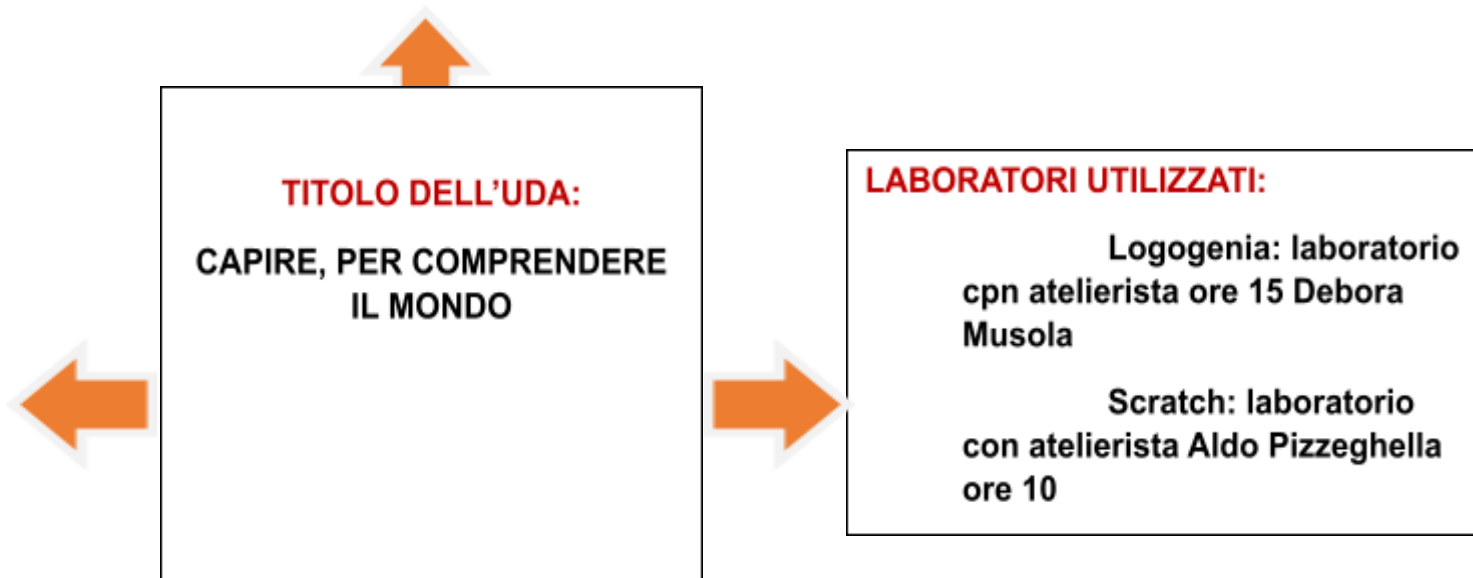 TITOLO DELL'UDA:
CAPIRE, PER COMPRENDERE
IL MONDO
LABORATORI UTILIZZATI:
Logogenia: laboratorio
cpn atelierista ore 15 Debora
Musola
Scratch: laboratorio
con atelierista Aldo Pizzeghella
ore 10